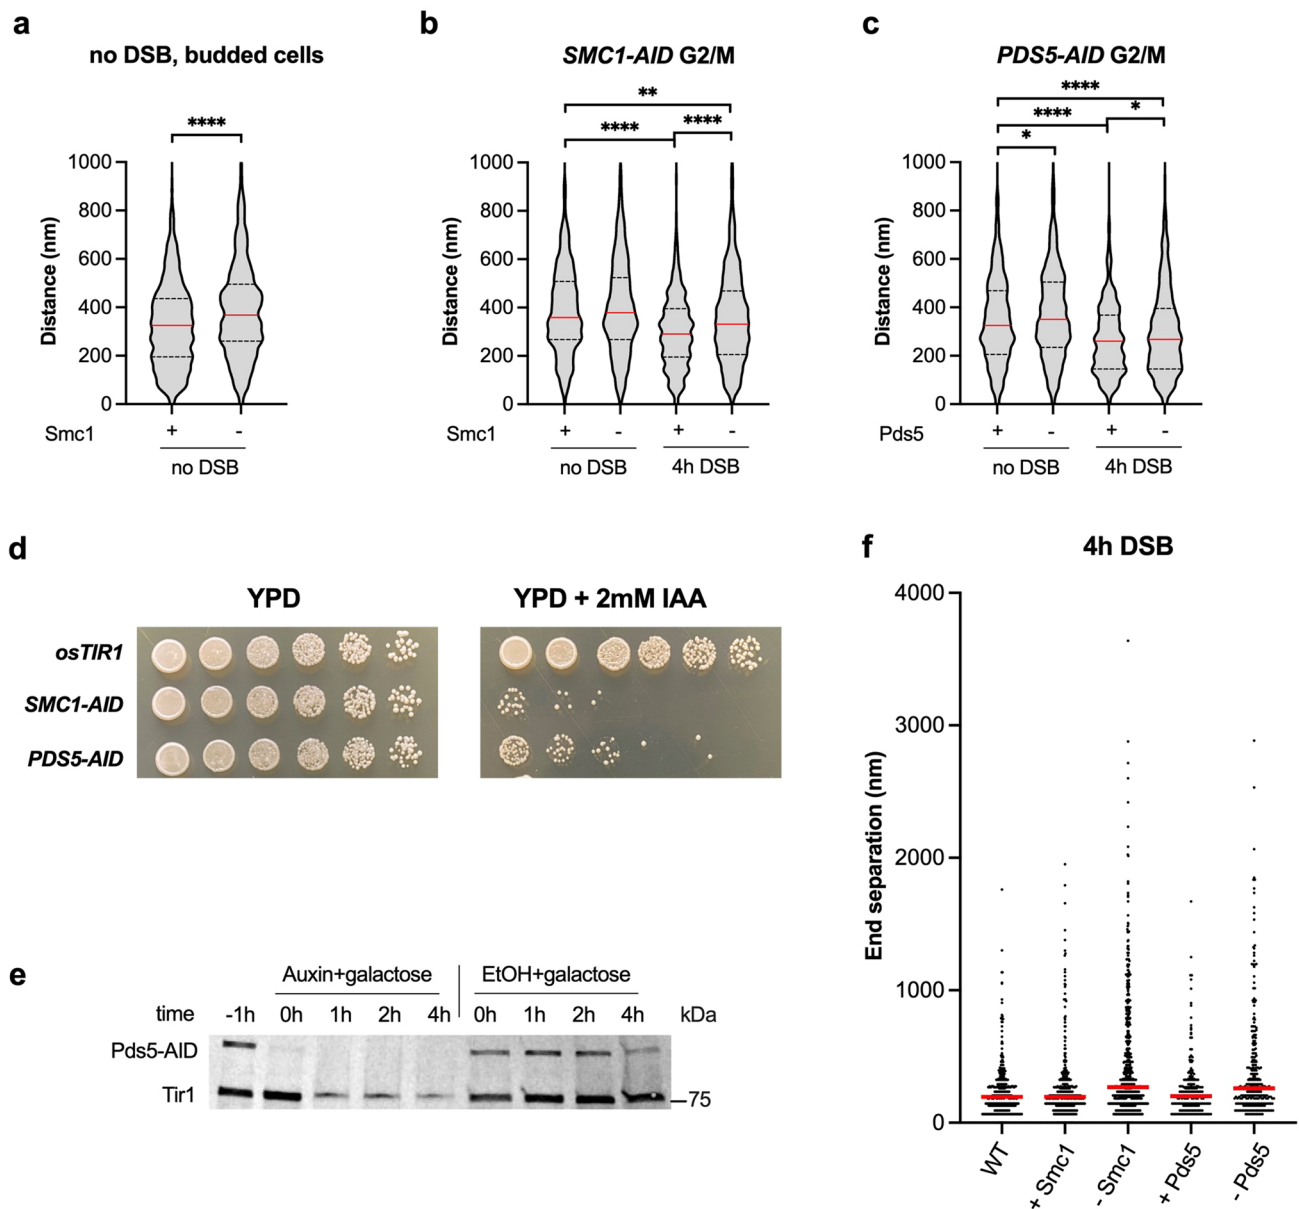 a
no DSB, budded cells
****
1000
800
600
400
200
0
Distance (nm)
Smc1
+
-
no DSB
b
SMC1-AID G2/M
**
****
****
1000
800
600
400
200
0
Distance (nm)
Smc1
+
-
+
-
no DSB
4h DSB
c
PDS5-AID G2/M
****
****
*
*
1000
800
600
400
200
0
Distance (nm)
Pds5
+
-
+
-
no DSB
4h DSB
d
YPD
YPD + 2mM IAA
osTIR1
SMC1-AID
PDS5-AID
e
Auxin+galactose
EtOH+galactose
time
-1h
0h
1h
2h
4h
0h
1h
2h
4h
kDa
Pds5-AID
Tir1
75
f
4h DSB
4000
3000
2000
1000
0
End separation (nm)
WT
+ Smc1
- Smc1
+ Pds5
- Pds5